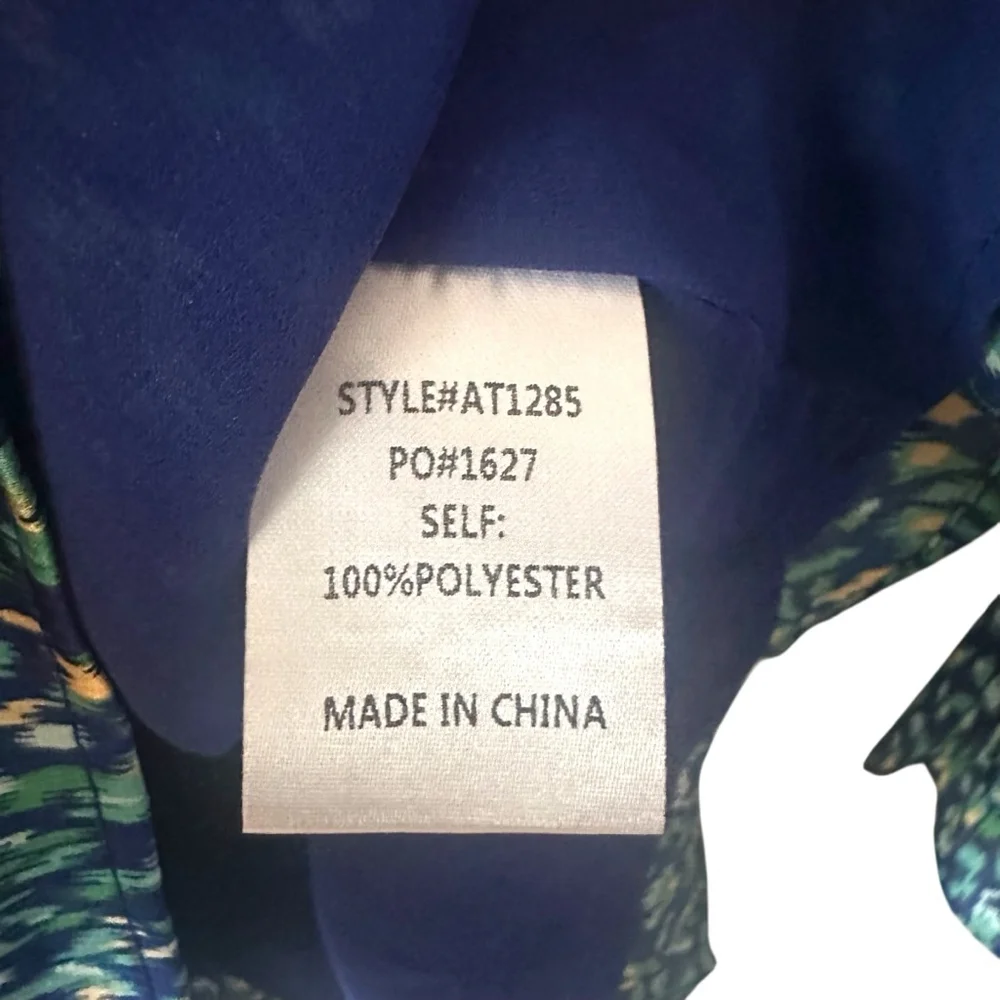 STYLE#AT1285
PO#1627
SELF:
100%POLYESTER
MADE IN CHINA